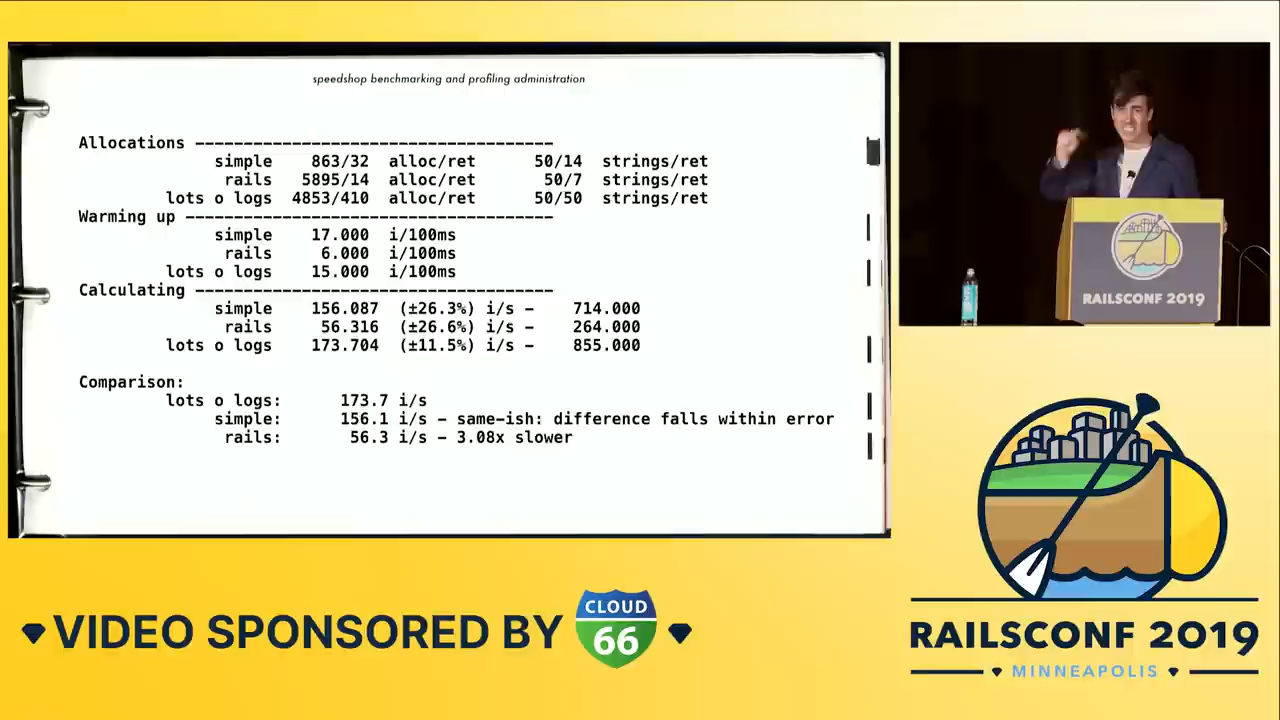 speedshop benchmarking and profiling administration
Allocations -------------------------------------
simple 863/32 alloc/ret 50/14 strings/ret
rails 5895/14 alloc/ret 50/7 strings/ret
lots o logs 4853/410 alloc/ret 50/50 strings/ret
Warming up --------------------------------------
simple 17.000 i/100ms
rails 6.000 i/100ms
lots o logs 15.000 i/100ms
Calculating -------------------------------------
simple 156.087 (±26.3%) i/s - 714.000
rails 56.316 (±26.6%) i/s - 264.000
lots o logs 173.704 (±11.5%) i/s - 855.000
Comparison:
lots o logs: 173.7 i/s
simple: 156.1 i/s - same-ish: difference falls within error
rails: 56.3 i/s - 3.08x slower
RAILSCONF 2019
VIDEO SPONSORED BY CLOUD 66
RAILSCONF 2019
MINNEAPOLIS